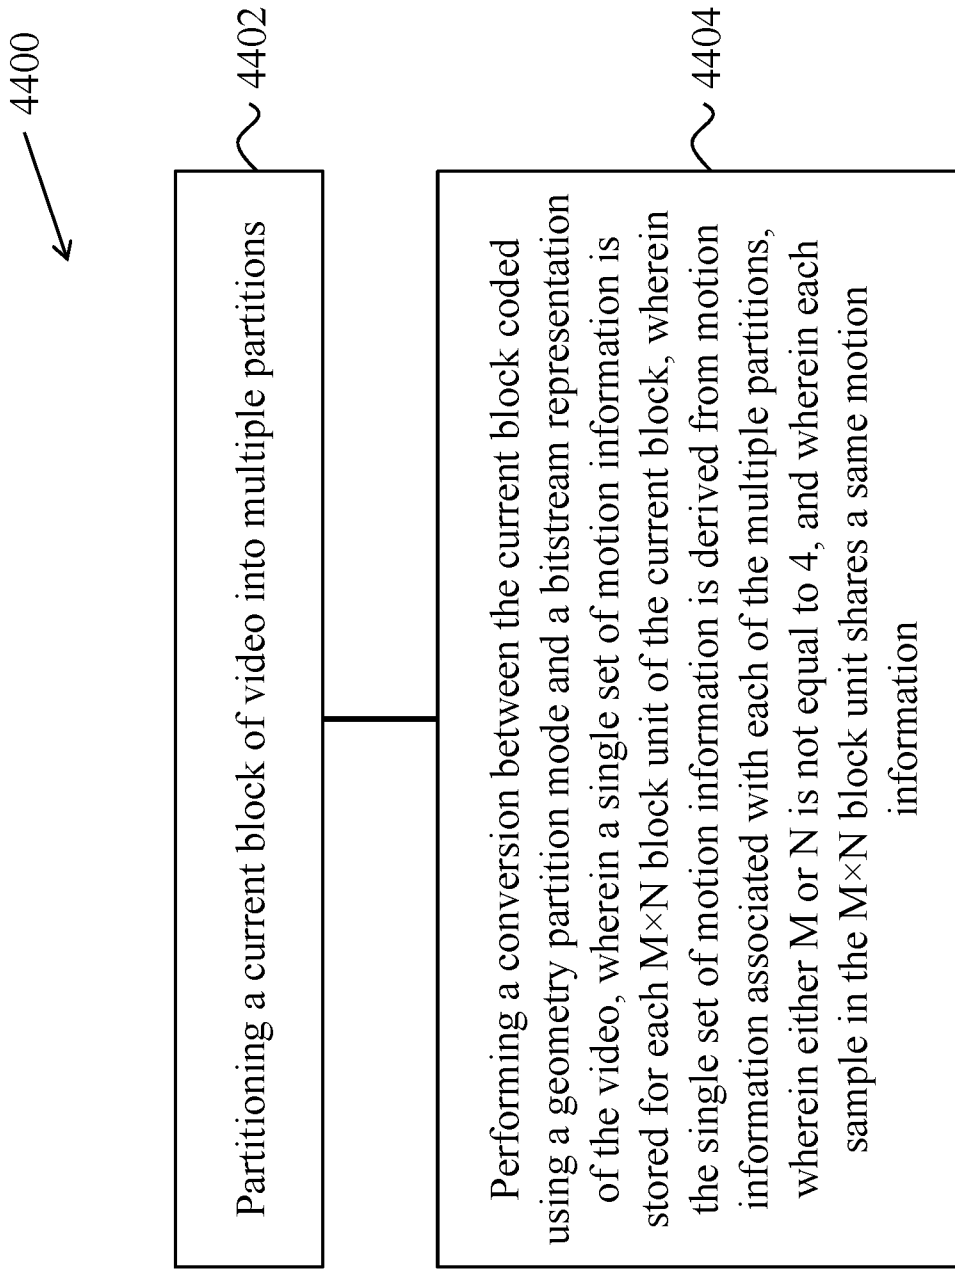 4400
Partitioning a current block of video into multiple partitions
4402
Performing a conversion between the current block coded
using a geometry partition mode and a bitstream representation
of the video, wherein a single set of motion information is
stored for each M×N block unit of the current block, wherein
the single set of motion information is derived from motion
information associated with each of the multiple partitions,
wherein either M or N is not equal to 4, and wherein each
sample in the M×N block unit shares a same motion
information
4404